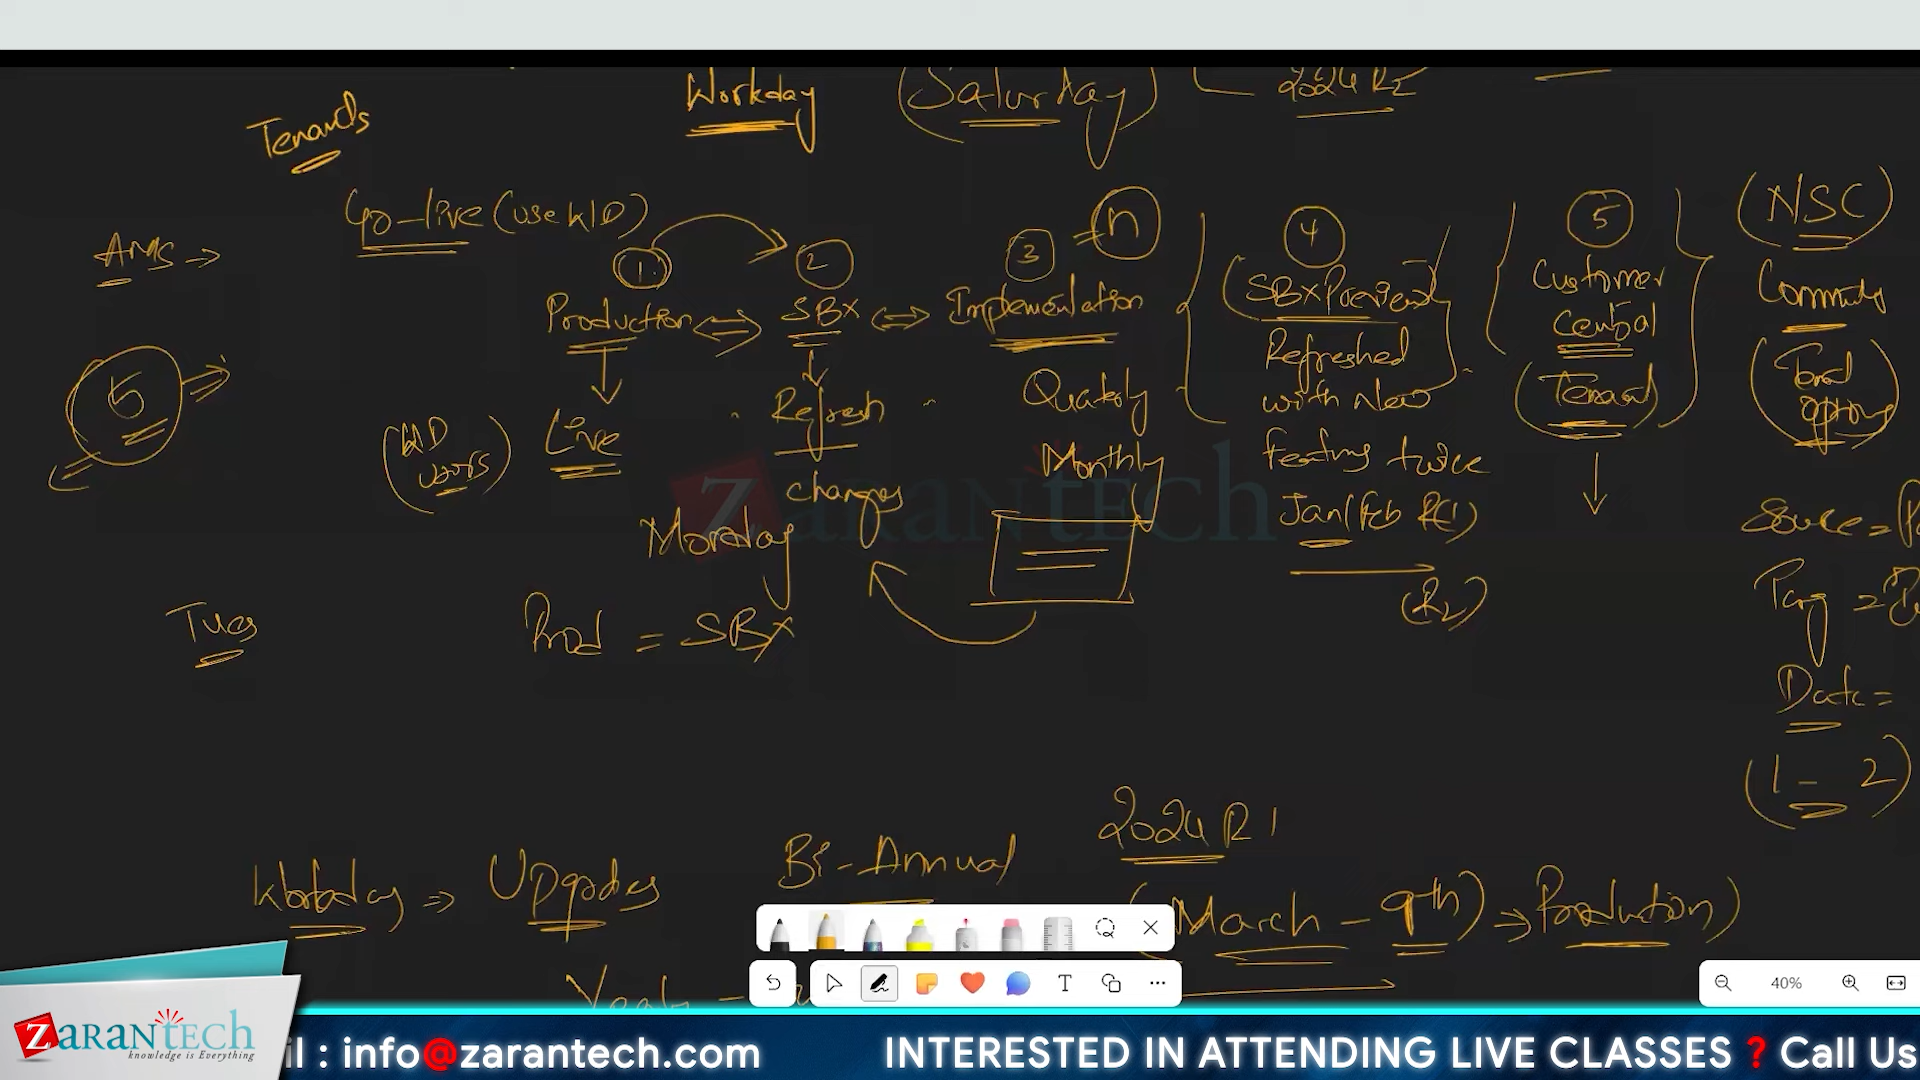 Tenants
Workday
(Saturday)
2024 R2
AMS →
Go-live (use WD)
1
Production
Live
(WD users)
2
SBX
Refresh
changes
Monday
Prod = SBX
3
= n
Implementation
Quaterly
Monthly
4
(SBX Preview)
Refreshed
with New
twice
Jan/Feb R1)
(R2)
5
Customer
Central
(Tenant)
(NSC)
Source =
Date =
(1 - 2)
5
Tues
Workday ⇒ Upgrades
Bi-Annual
2024 R1
(March - 9th) → Production)
ZARANTECH
40%
ZARANTECH
knowledge is Everything
il : info@zarantech.com
INTERESTED IN ATTENDING LIVE CLASSES ? Call Us